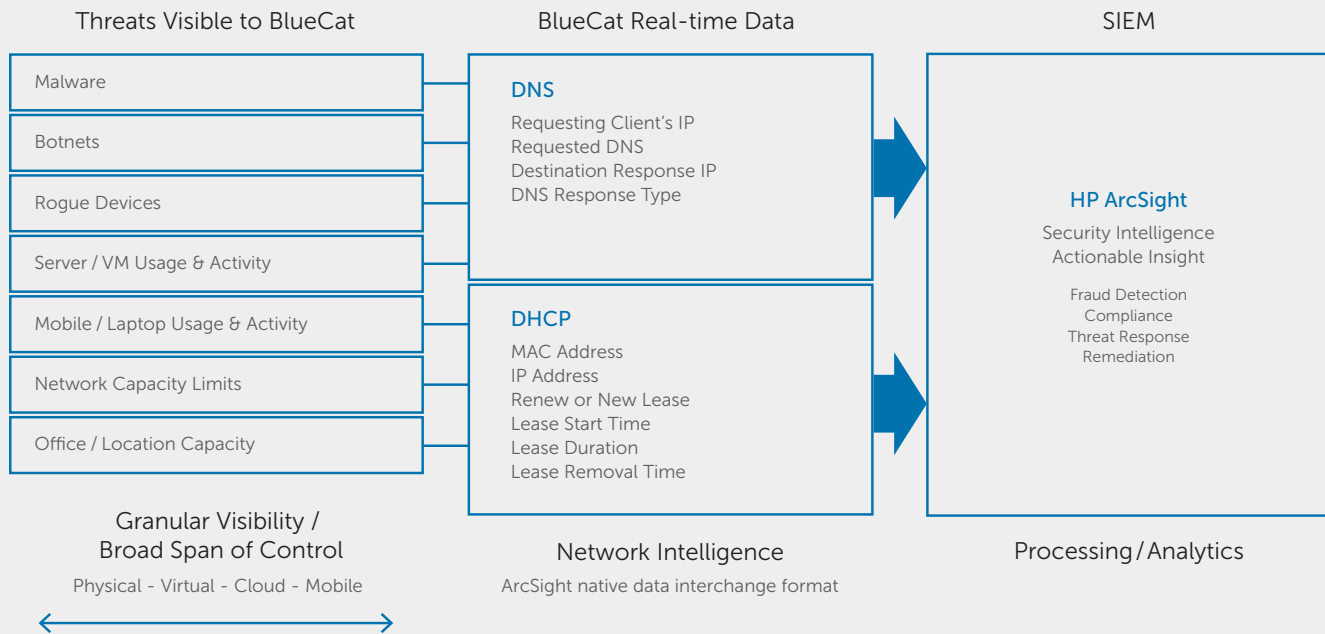 Threats Visible to BlueCat
Malware
Botnets
Rogue Devices
Server / VM Usage & Activity
Mobile / Laptop Usage & Activity
Network Capacity Limits
Office / Location Capacity
Granular Visibility /
Broad Span of Control
Physical - Virtual - Cloud - Mobile
BlueCat Real-time Data
DNS
Requesting Client’s IP
Requested DNS
Destination Response IP
DNS Response Type
DHCP
MAC Address
IP Address
Renew or New Lease
Lease Start Time
Lease Duration
Lease Removal Time
Network Intelligence
ArcSight native data interchange format
SIEM
HP ArcSight
Security Intelligence
Actionable Insight
Fraud Detection
Compliance
Threat Response
Remediation
Processing / Analytics